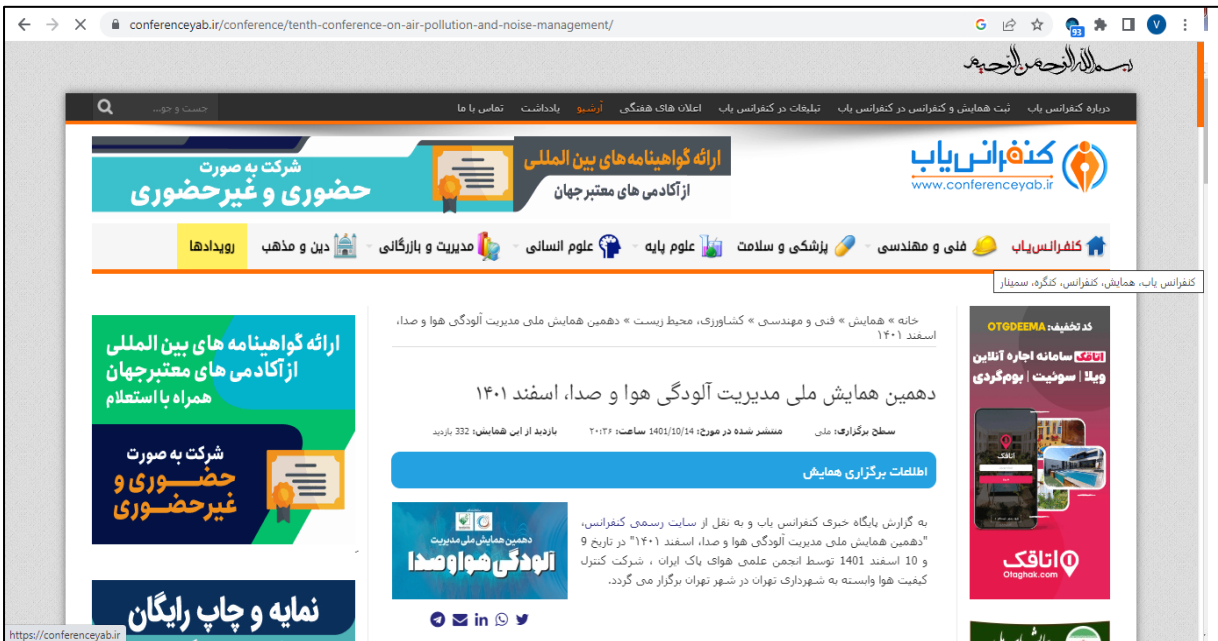 conferenceyab.ir/conference/tenth-conference-on-air-pollution-and-noise-management/
93
V
بسم الله الرحمن الرحیم
درباره کنفرانس یاب ثبت همایش و کنفرانس در کنفرانس یاب تبلیغات در کنفرانس یاب اعلان های هفتگی آرشیو یادداشت تماس با ما جست و جو...
کنفرانس یاب
www.conferenceyab.ir
ارائه گواهینامه‌های بین المللی
از آکادمی های معتبر جهان
شرکت به صورت
حضوری و غیرحضوری
کنفرانس‌یاب فنی و مهندسی پزشکی و سلامت علوم پایه علوم انسانی مدیریت و بازرگانی دین و مذهب رویدادها
کنفرانس یاب، همایش، کنفرانس، کنگره، سمینار
کد تخفیف: OTGDEEMA
اتاقک سامانه اجاره آنلاین
ویلا | سوئیت | بوم‌گردی
اتاقک
اتاقک
Otaghak.com
خانه » همایش » فنی و مهندسی » کشاورزی، محیط زیست » دهمین همایش ملی مدیریت آلودگی هوا و صدا،
اسفند ۱۴۰۱
دهمین همایش ملی مدیریت آلودگی هوا و صدا، اسفند ۱۴۰۱
سطح برگزاری: ملی منتشر شده در مورخ: 1401/10/14 ساعت: ۲۰:۲۶ بازدید از این همایش: 332 بازدید
اطلاعات برگزاری همایش
به گزارش پایگاه خبری کنفرانس یاب و به نقل از سایت رسمی کنفرانس،
"دهمین همایش ملی مدیریت آلودگی هوا و صدا، اسفند ۱۴۰۱" در تاریخ 9
و 10 اسفند 1401 توسط انجمن علمی هوای پاک ایران ، شرکت کنترل
کیفیت هوا وابسته به شهرداری تهران در شهر تهران برگزار می گردد.
دهمین همایش ملی مدیریت
آلودگی هوا و صدا
ارائه گواهینامه های بین المللی
از آکادمی های معتبر جهان
همراه با استعلام
شرکت به صورت
حضوری و
غیرحضوری
نمایه و چاپ رایگان
https://conferenceyab.ir